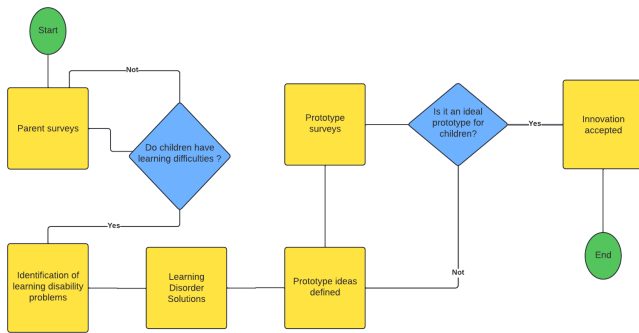 Start
Not
Parent surveys
Do children have
learning difficulties ?
Yes
Identification of
learning disability
problems
Learning
Disorder
Solutions
Prototype ideas
defined
Prototype
surveys
Is it an ideal
prototype for
children?
Yes
Not
Innovation
accepted
End